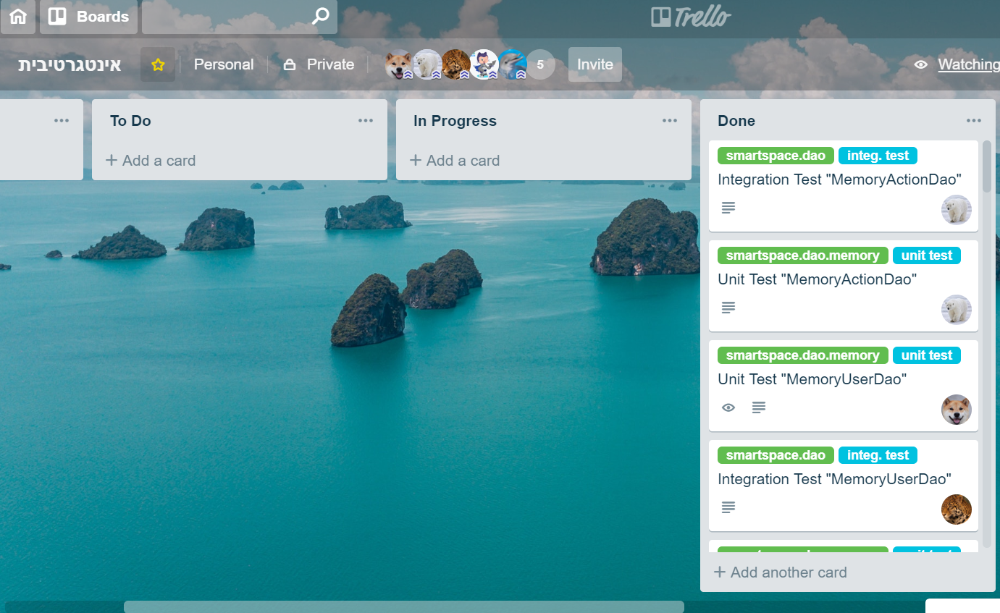 Boards
Trello
אינטגרטיבית
Personal
Private
5
Invite
Watching
To Do
Add a card
In Progress
Add a card
Done
smartspace.dao integ. test
Integration Test "MemoryActionDao"
smartspace.dao.memory unit test
Unit Test "MemoryActionDao"
smartspace.dao.memory unit test
Unit Test "MemoryUserDao"
smartspace.dao integ. test
Integration Test "MemoryUserDao"
Add another card